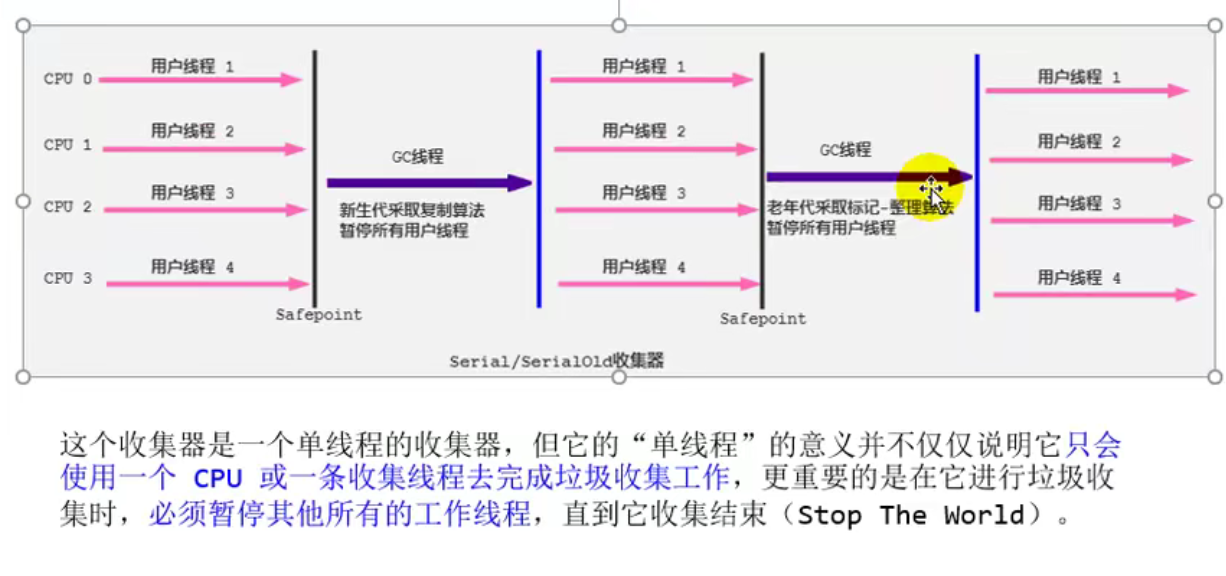 CPU 0
用户线程 1
用户线程 1
用户线程 1
CPU 1
用户线程 2
用户线程 2
用户线程 2
GC线程
GC线程
CPU 2
用户线程 3
用户线程 3
用户线程 3
新生代采取复制算法
暂停所有用户线程
老年代采取标记-整理算法
暂停所有用户线程
CPU 3
用户线程 4
用户线程 4
用户线程 4
Safepoint
Safepoint
Serial/SerialOld收集器
这个收集器是一个单线程的收集器，但它的“单线程”的意义并不仅仅说明它只会
使用一个 CPU 或一条收集线程去完成垃圾收集工作，更重要的是在它进行垃圾收
集时，必须暂停其他所有的工作线程，直到它收集结束（Stop The World）。